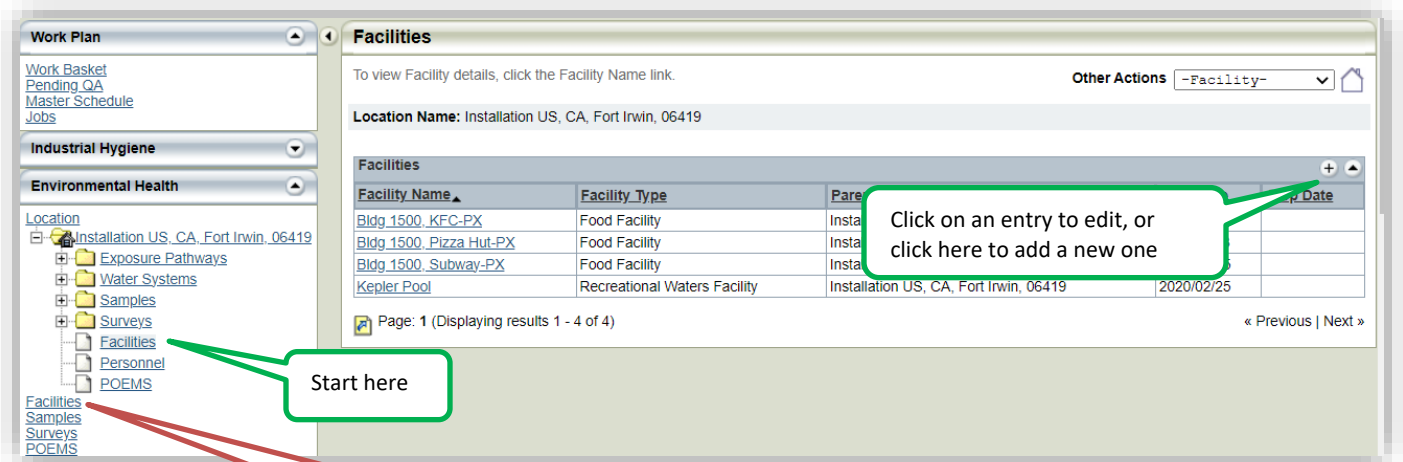 Work Plan
Work Basket
Pending QA
Master Schedule
Jobs
Industrial Hygiene
Environmental Health
Location
Installation US, CA, Fort Irwin, 06419
Exposure Pathways
Water Systems
Samples
Surveys
Facilities
Personnel
POEMS
Facilities
Samples
Surveys
POEMS
Start here
Facilities
To view Facility details, click the Facility Name link.
Other Actions -Facility-
Location Name: Installation US, CA, Fort Irwin, 06419
Facilities
Facility Name Facility Type
Bldg 1500, KFC-PX Food Facility
Bldg 1500, Pizza Hut-PX Food Facility
Bldg 1500, Subway-PX Food Facility
Kepler Pool Recreational Waters Facility Installation US, CA, Fort Irwin, 06419 2020/02/25
Click on an entry to edit, or
click here to add a new one
Page: 1 (Displaying results 1 - 4 of 4) « Previous | Next »